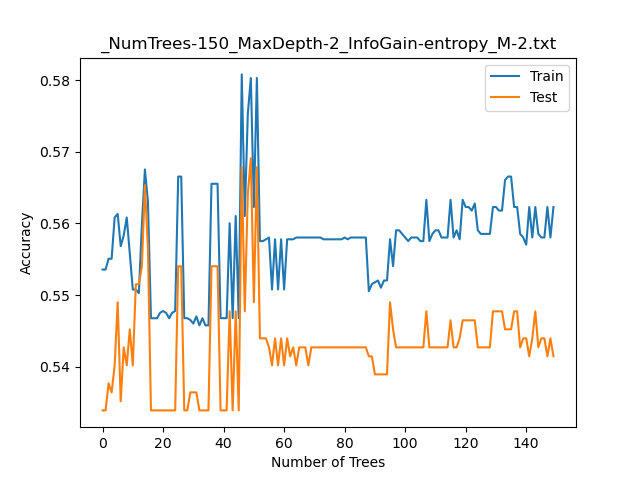 _NumTrees-150_MaxDepth-2_InfoGain-entropy_M-2.txt
Train
Test
0.58
0.57
0.56
0.55
0.54
Accuracy
0 20 40 60 80 100 120 140
Number of Trees